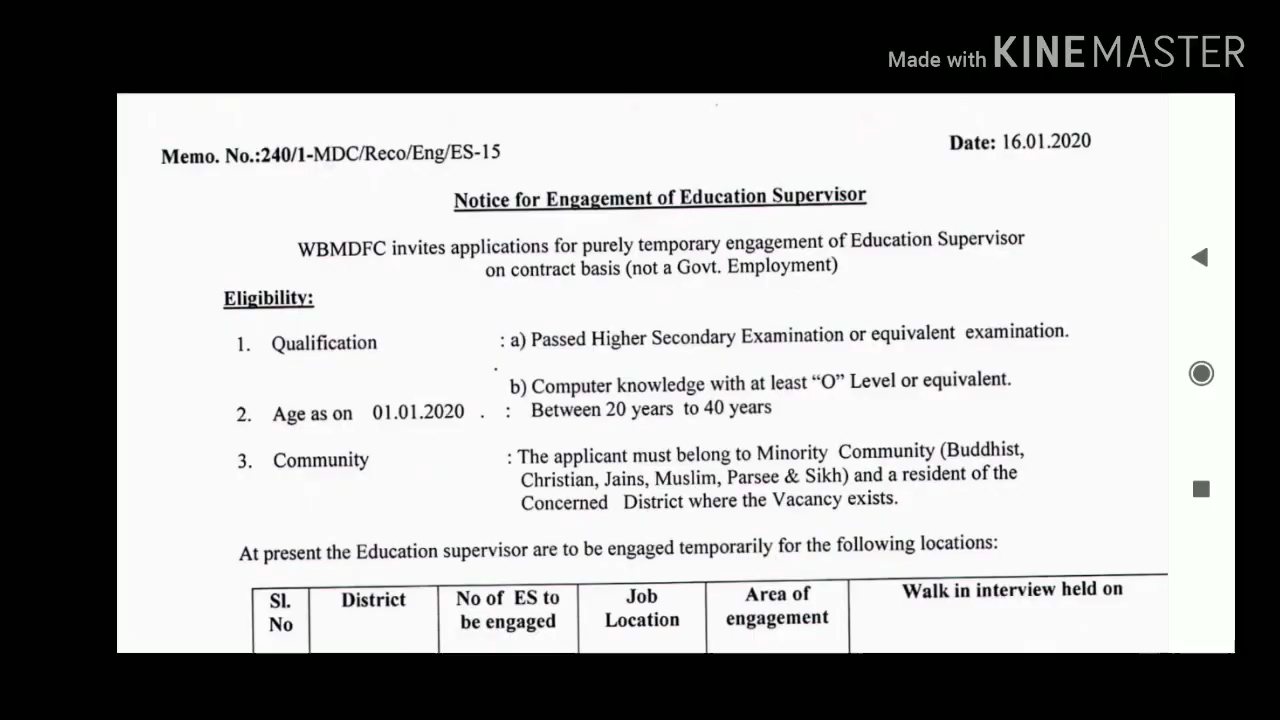 Made with KINEMASTER
Memo. No.:240/1-MDC/Reco/Eng/ES-15 Date: 16.01.2020
Notice for Engagement of Education Supervisor
WBMDFC invites applications for purely temporary engagement of Education Supervisor
on contract basis (not a Govt. Employment)
Eligibility:
1. Qualification : a) Passed Higher Secondary Examination or equivalent examination.
b) Computer knowledge with at least “O” Level or equivalent.
2. Age as on 01.01.2020 . : Between 20 years to 40 years
3. Community : The applicant must belong to Minority Community (Buddhist,
Christian, Jains, Muslim, Parsee & Sikh) and a resident of the
Concerned District where the Vacancy exists.
At present the Education supervisor are to be engaged temporarily for the following locations:
Sl. District No of ES to Job Area of Walk in interview held on
No be engaged Location engagement